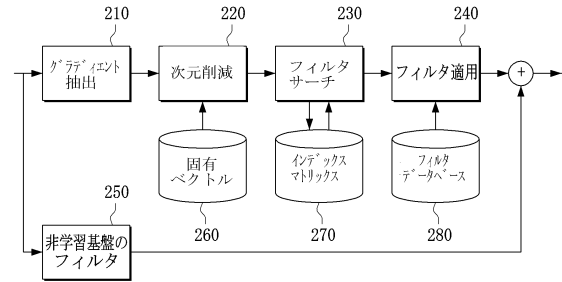 210
220
230
240
ｸﾞﾗﾃﾞｨｴﾝﾄ
抽出
次元削減
フィルタ
サーチ
フィルタ適用
+
固有
ベクトル
ｲﾝﾃﾞｯｸｽ
ﾏﾄﾘｯｸｽ
ﾌｨﾙﾀ
ﾃﾞｰﾀﾍﾞｰｽ
250
260
270
280
非学習基盤の
フィルタ